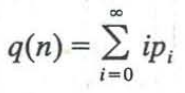 q(n) = ∞∑i=0 ip_i